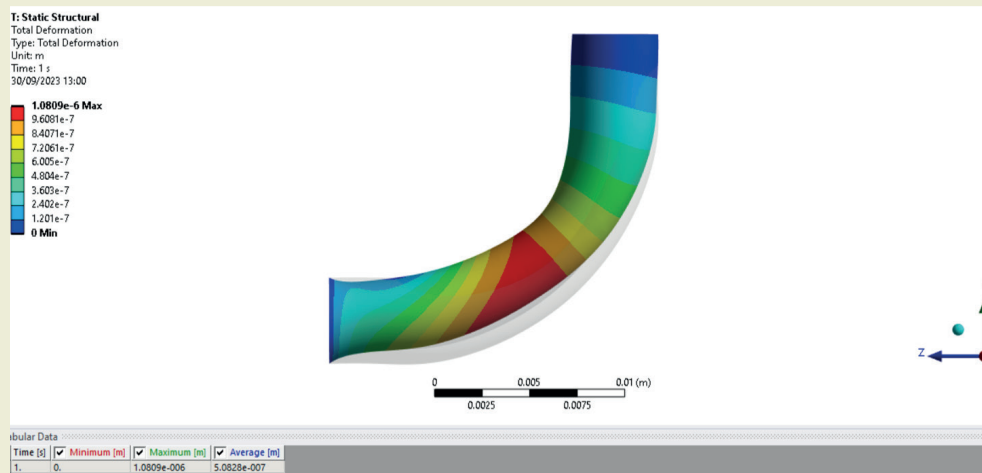 T: Static Structural
Total Deformation
Type: Total Deformation
Unit: m
Time: 1 s
30/09/2023 13:00
1.0809e-6 Max
9.6081e-7
8.4071e-7
7.2061e-7
6.005e-7
4.804e-7
3.603e-7
2.402e-7
1.201e-7
0 Min
0 0.005 0.01 (m)
0.0025 0.0075
Z
bular Data
Time [s] Minimum [m] Maximum [m] Average [m]
1. 0. 1.0809e-006 5.0828e-007